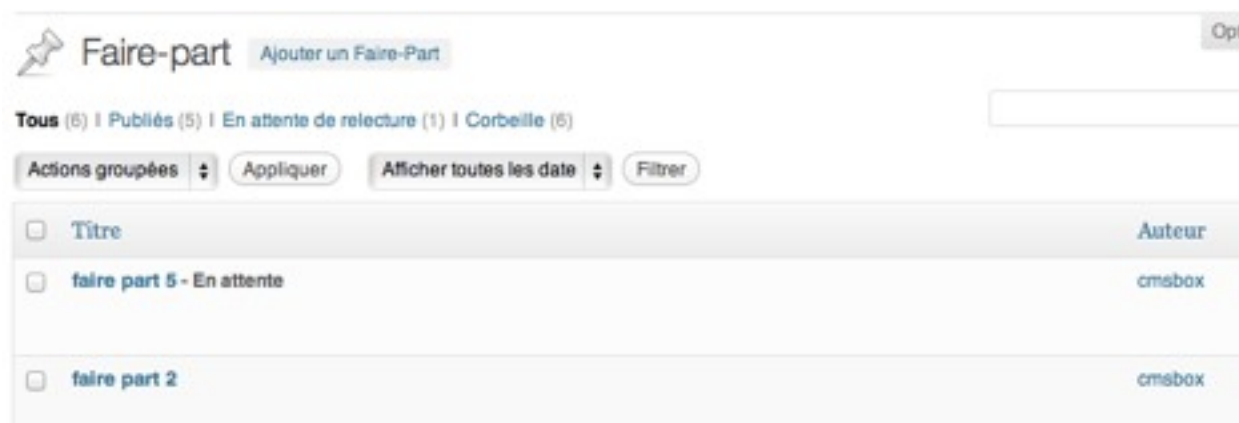 Faire-part Ajouter un Faire-Part
Opt
Tous (6) I Publiés (5) I En attente de relecture (1) I Corbeille (6)
Actions groupées Appliquer Afficher toutes les date Filtrer
Titre Auteur
faire part 5 - En attente cmsbox
faire part 2 cmsbox